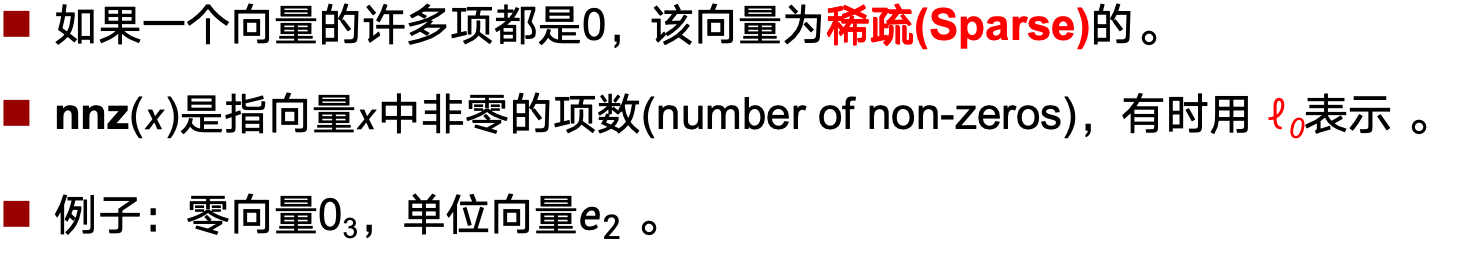 ■ 如果一个向量的许多项都是0，该向量为稀疏(Sparse)的。
■ nnz(x)是指向量x中非零的项数(number of non-zeros)，有时用 ℓ₀表示 。
■ 例子：零向量0₃，单位向量e₂ 。